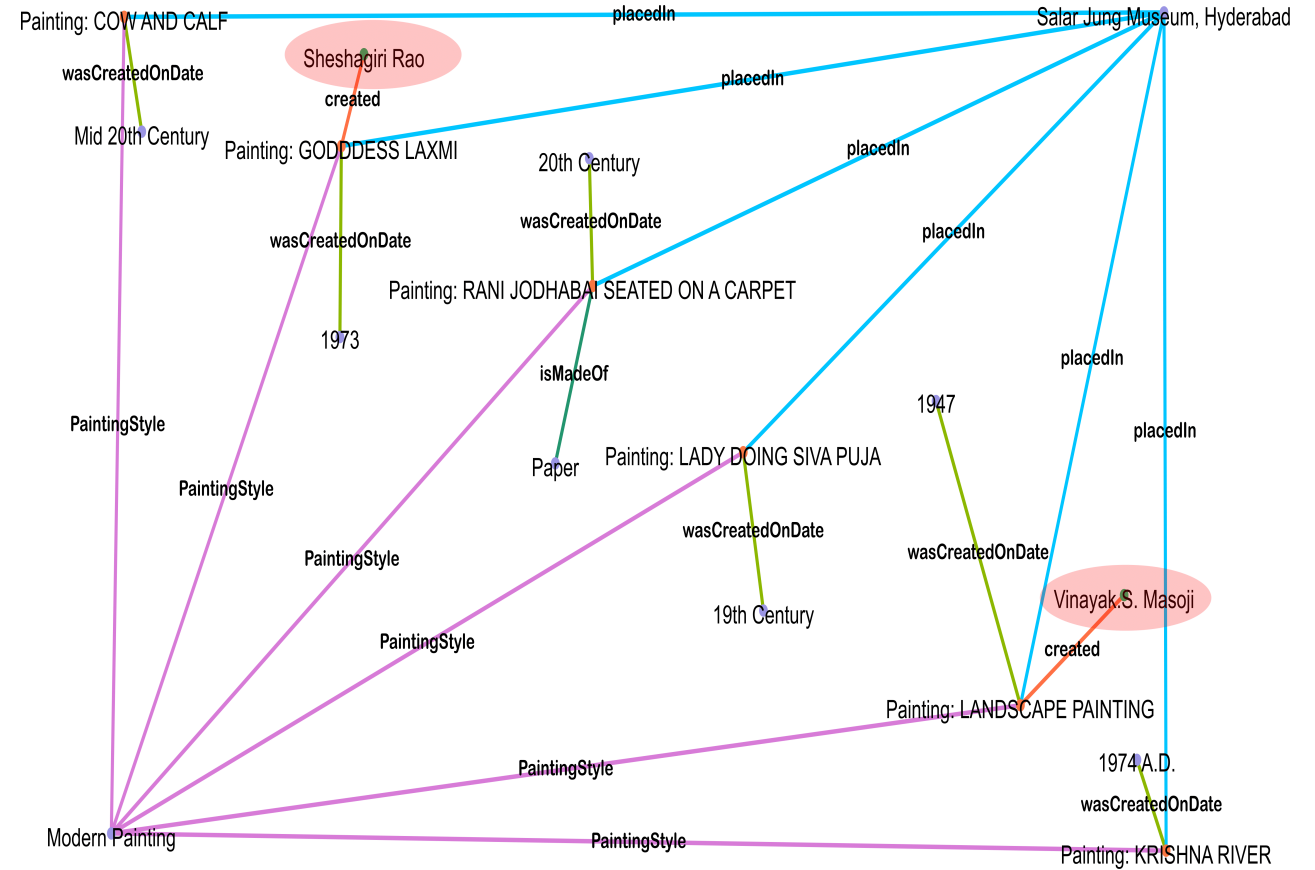 placedIn
Painting: COW AND CALF
Salar Jung Museum, Hyderabad
Sheshagiri Rao
wasCreatedOnDate
placedIn
created
Mid 20th Century
Painting: GODDDESS LAXMI
placedIn
20th Century
wasCreatedOnDate
placedIn
wasCreatedOnDate
Painting: RANI JODHABAI SEATED ON A CARPET
1973
placedIn
isMadeOf
1947
PaintingStyle
placedIn
Painting: LADY DOING SIVA PUJA
Paper
PaintingStyle
wasCreatedOnDate
wasCreatedOnDate
PaintingStyle
Vinayak.S. Masoji
19th Century
PaintingStyle
created
Painting: LANDSCAPE PAINTING
1974 A.D.
PaintingStyle
wasCreatedOnDate
Modern Painting
PaintingStyle
Painting: KRISHNA RIVER